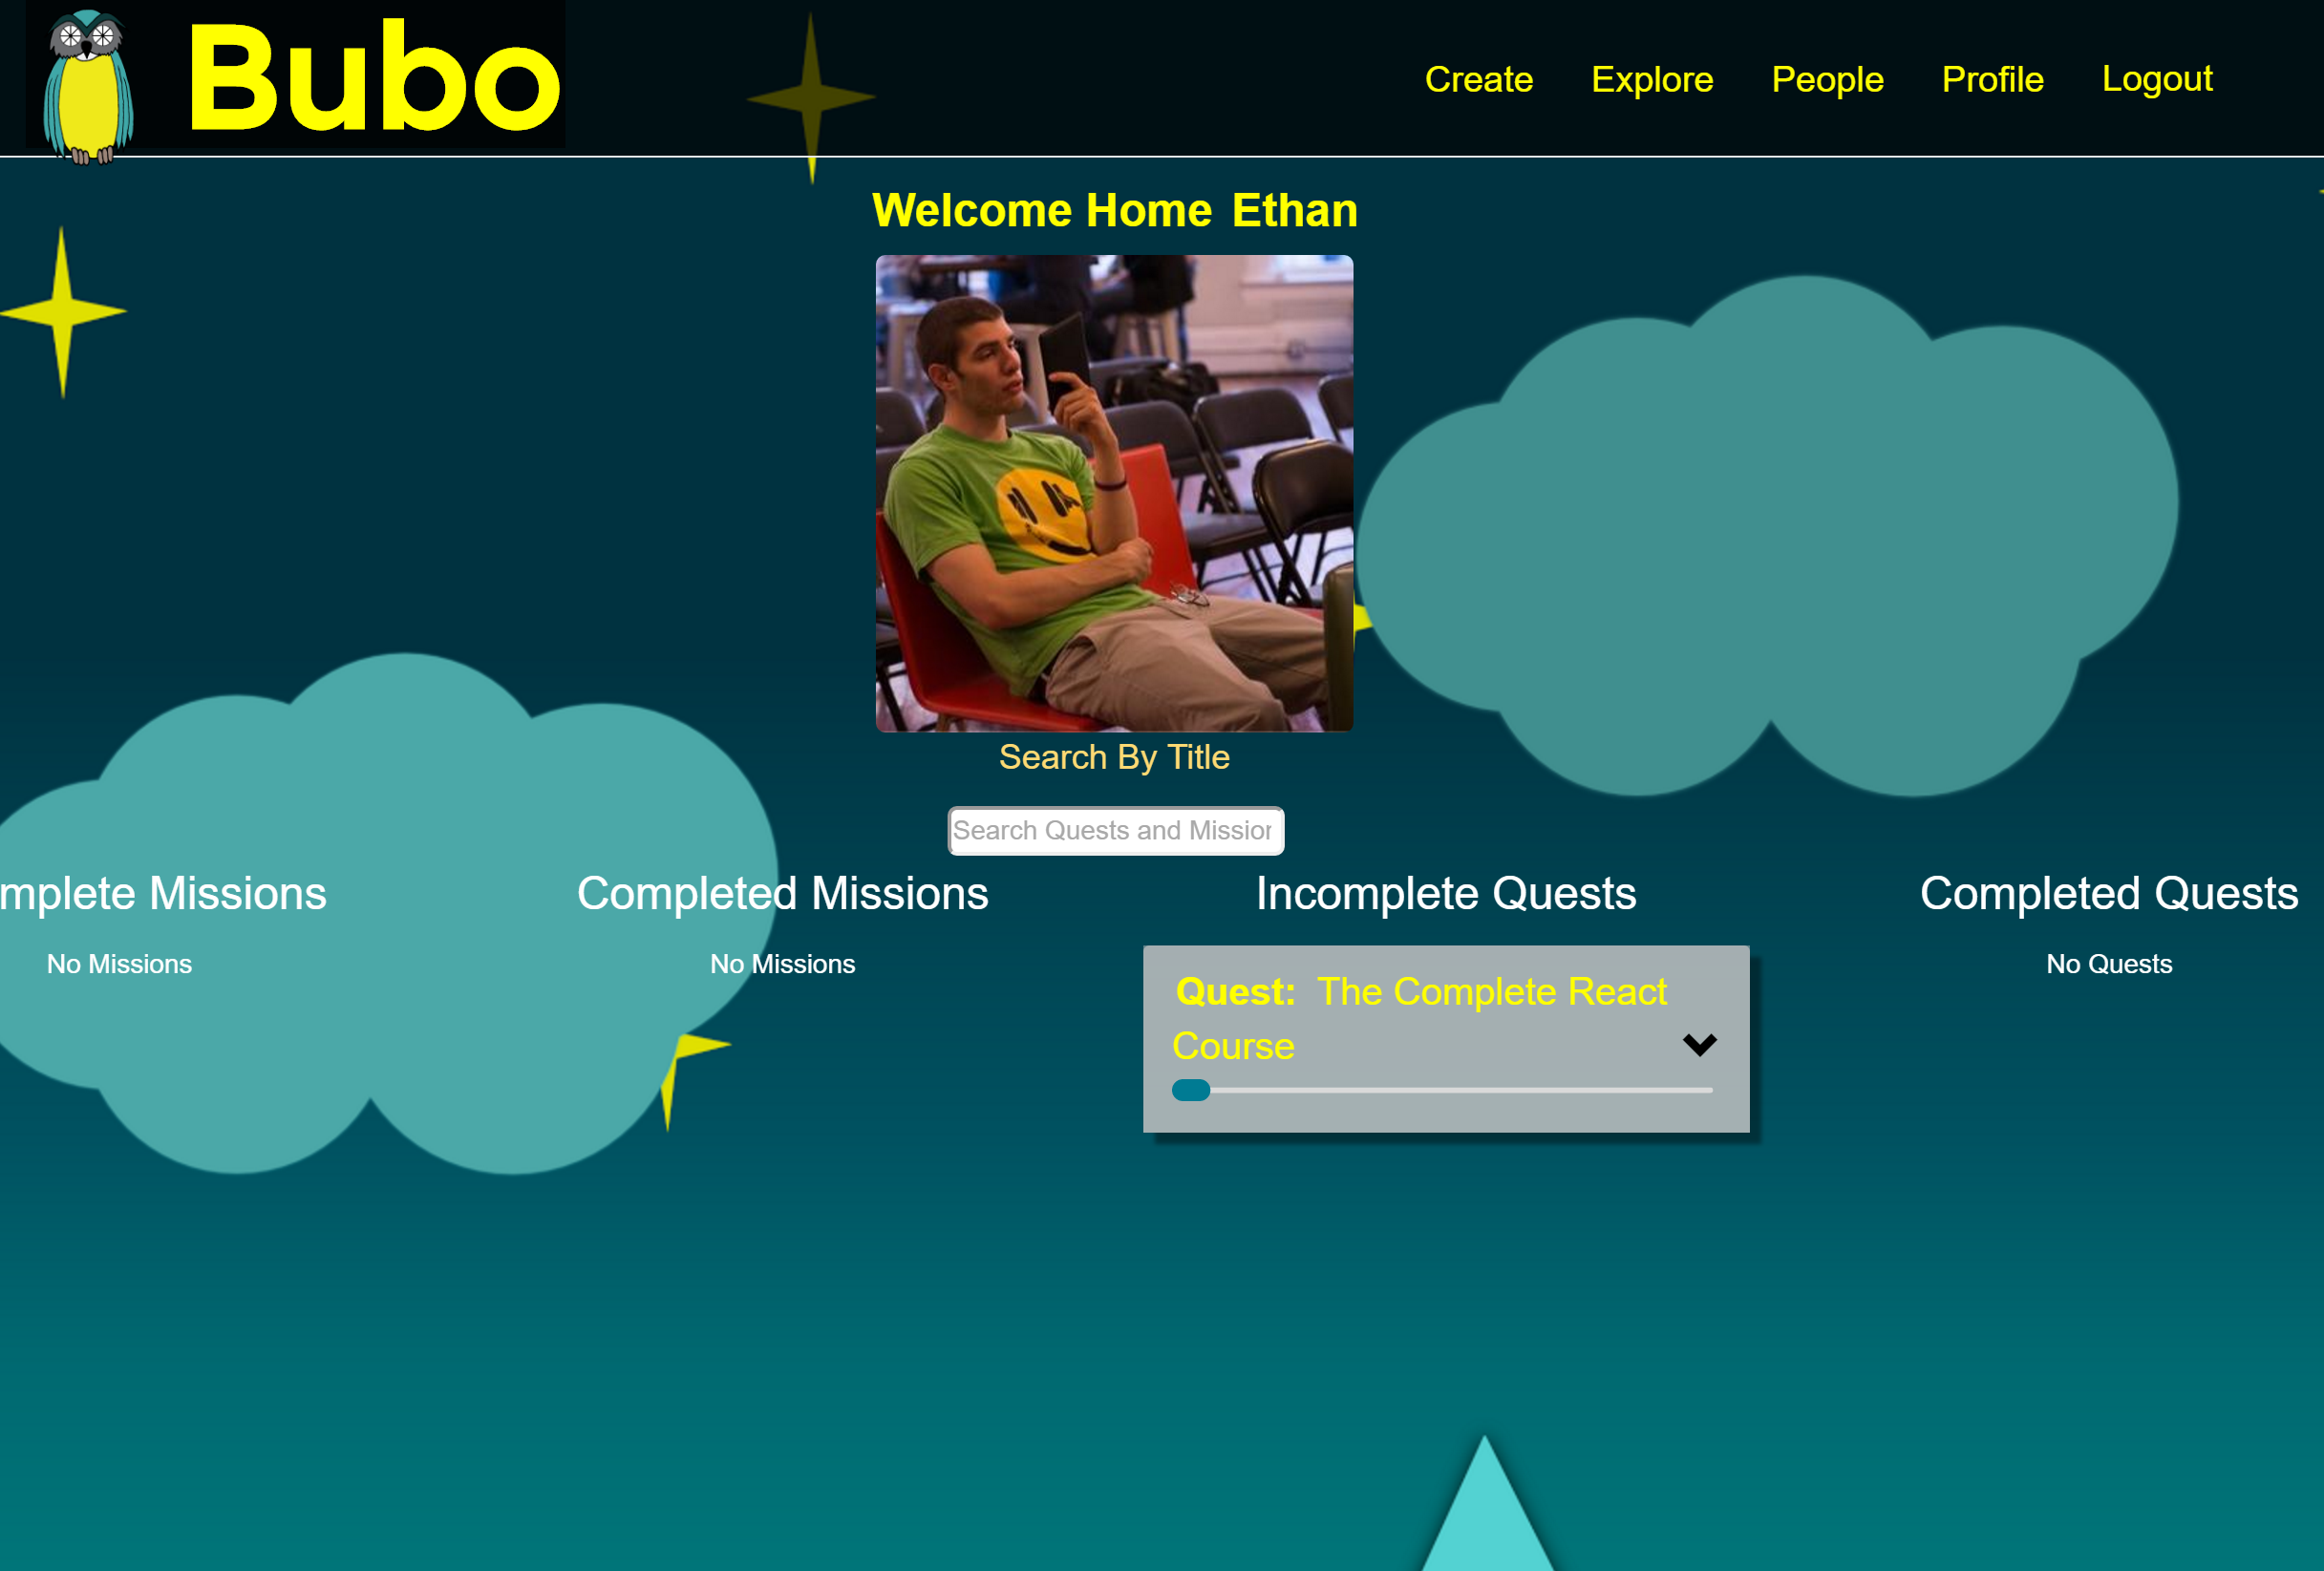 Bubo
Create Explore People Profile Logout
Welcome Home Ethan
Search By Title
Search Quests and Mission
mplete Missions Completed Missions Incomplete Quests Completed Quests
No Missions No Missions No Quests
Quest: The Complete React
Course